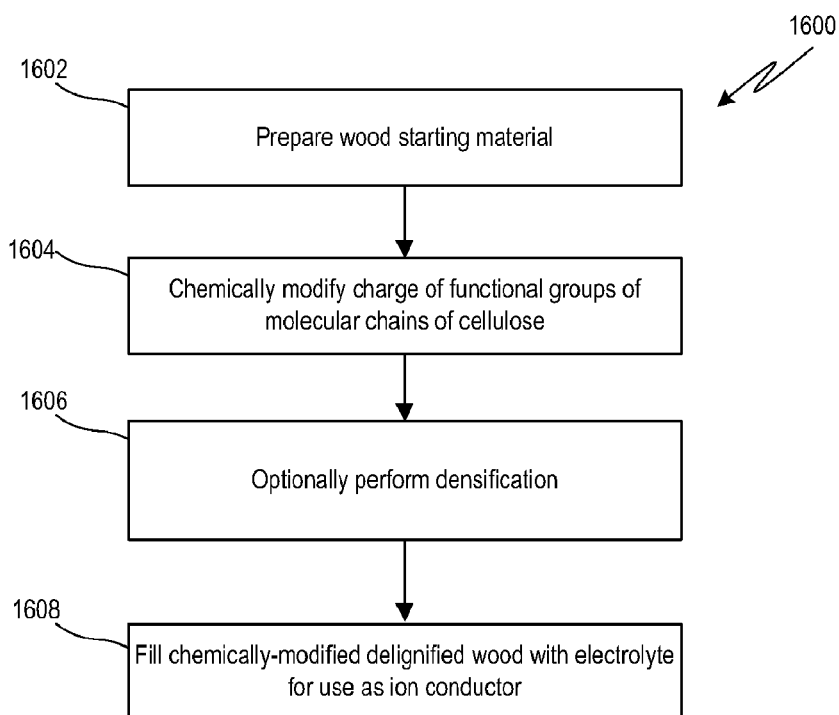 1600
1602
Prepare wood starting material
1604
Chemically modify charge of functional groups of
molecular chains of cellulose
1606
Optionally perform densification
1608
Fill chemically-modified delignified wood with electrolyte
for use as ion conductor